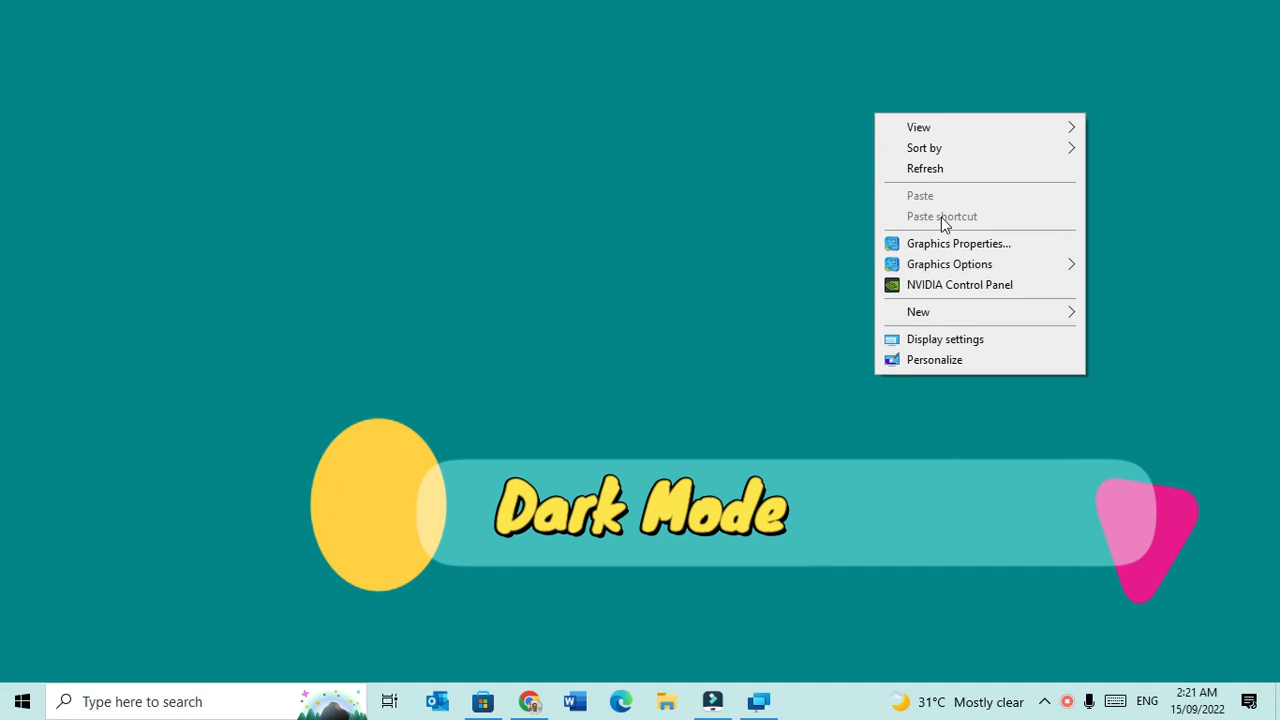 View
Sort by
Refresh
Paste
Paste shortcut
Graphics Properties...
Graphics Options
NVIDIA Control Panel
New
Display settings
Personalize
Dark Mode
Type here to search
31°C Mostly clear
ENG
2:21 AM
15/09/2022